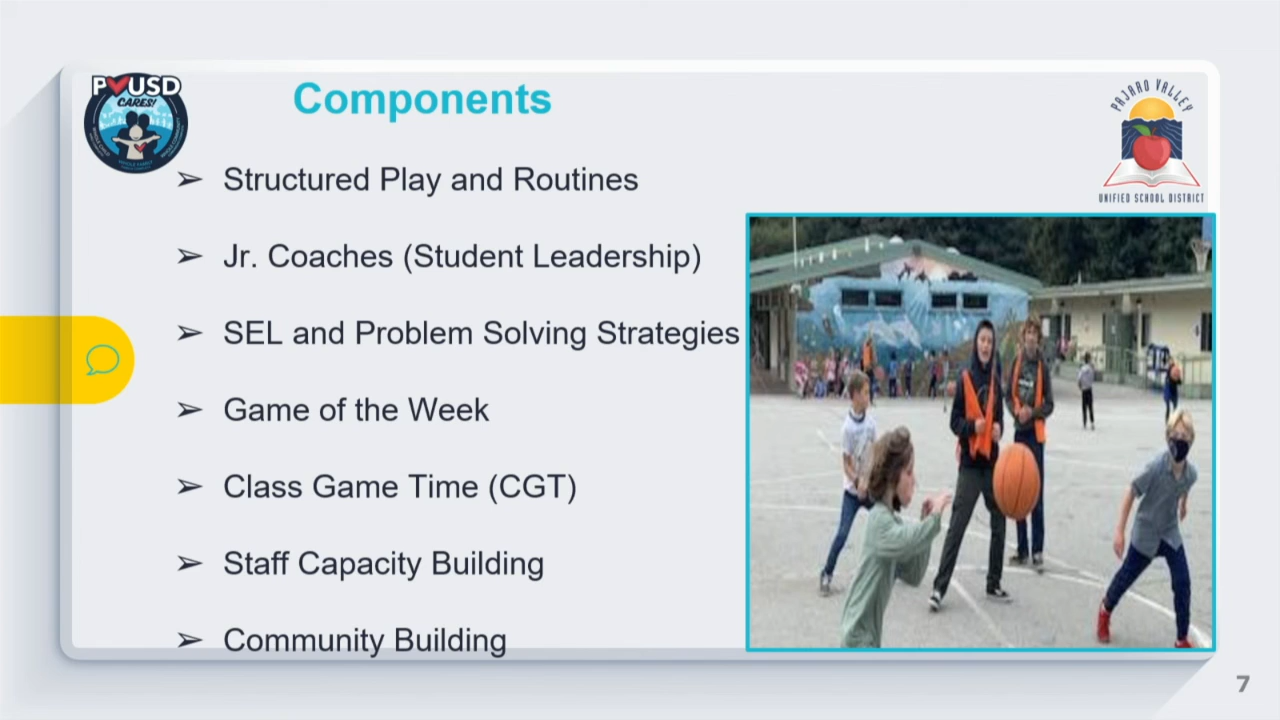 PVUSD
CARES!
Components
PAJARO VALLEY
UNIFIED SCHOOL DISTRICT
➢ Structured Play and Routines
➢ Jr. Coaches (Student Leadership)
➢ SEL and Problem Solving Strategies
➢ Game of the Week
➢ Class Game Time (CGT)
➢ Staff Capacity Building
➢ Community Building
7